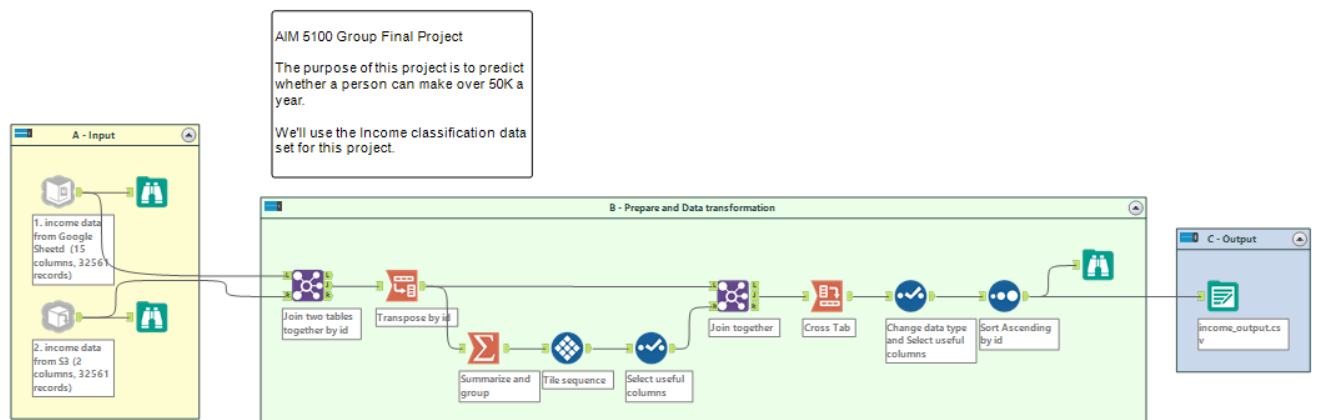 AIM 5100 Group Final Project
The purpose of this project is to predict
whether a person can make over 50K a
year.
We'll use the Income classification data
set for this project.
A - Input
1. income data
from Google
Sheetd (15
columns, 32561
records)
2. income data
from S3 (2
columns, 32561
records)
B - Prepare and Data transformation
L
R
L
J
R
Join two tables
together by id
Transpose by id
Summarize and
group
Tile sequence
Select useful
columns
L
R
L
J
R
Join together
Cross Tab
Change data type
and Select useful
columns
Sort Ascending
by id
C - Output
income_output.cs
v